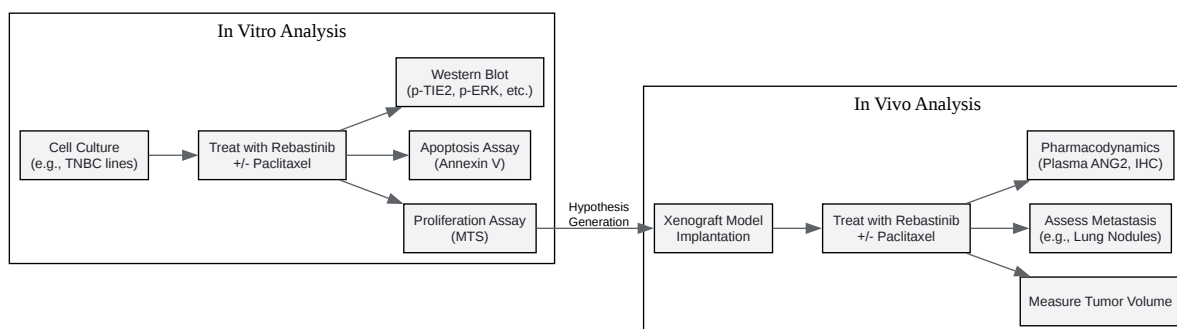 In Vitro Analysis
Cell Culture
(e.g., TNBC lines)
Treat with Rebastinib
+/- Paclitaxel
Western Blot
(p-TIE2, p-ERK, etc.)
Apoptosis Assay
(Annexin V)
Proliferation Assay
(MTS)
Hypothesis
Generation
In Vivo Analysis
Xenograft Model
Implantation
Treat with Rebastinib
+/- Paclitaxel
Pharmacodynamics
(Plasma ANG2, IHC)
Assess Metastasis
(e.g., Lung Nodules)
Measure Tumor Volume